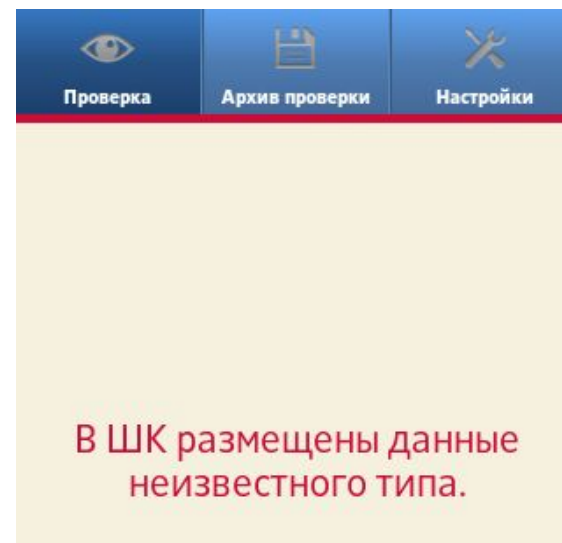 Проверка
Архив проверки
Настройки
В ШК размещены данные
неизвестного типа.